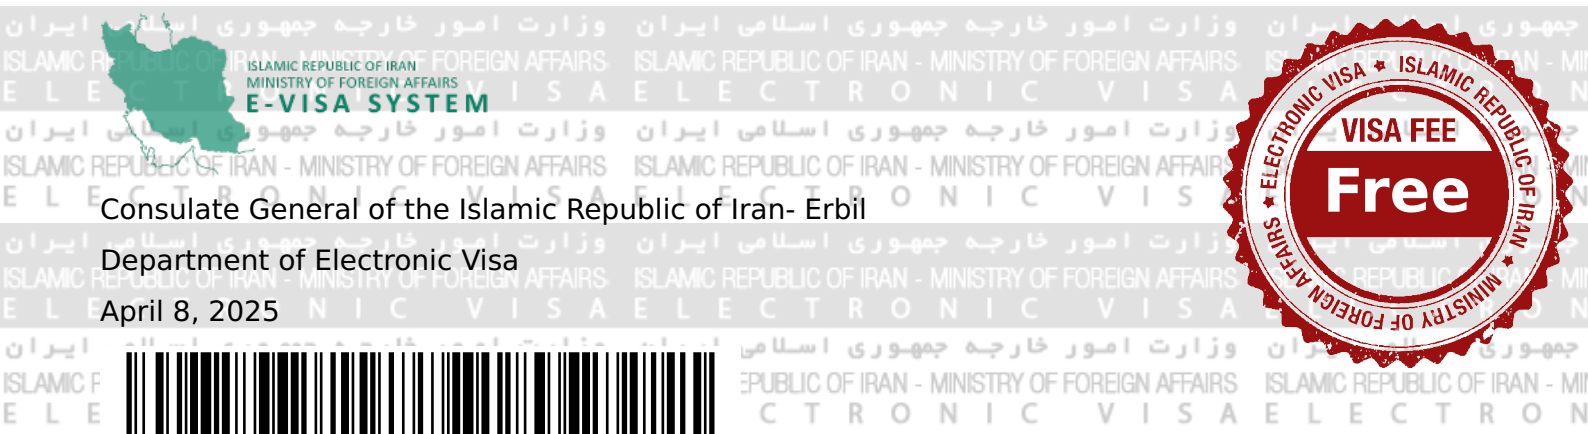 ISLAMIC REPUBLIC OF IRAN
MINISTRY OF FOREIGN AFFAIRS
E-VISA SYSTEM
Consulate General of the Islamic Republic of Iran- Erbil
Department of Electronic Visa
April 8, 2025
ELECTRONIC VISA ★ ISLAMIC REPUBLIC OF IRAN ★ MINISTRY OF FOREIGN AFFAIRS ★
VISA FEE
Free
جمهوری اسلامی ایران وزارت امور خارجه
ISLAMIC REPUBLIC OF IRAN - MINISTRY OF FOREIGN AFFAIRS
ELECTRONIC VISA